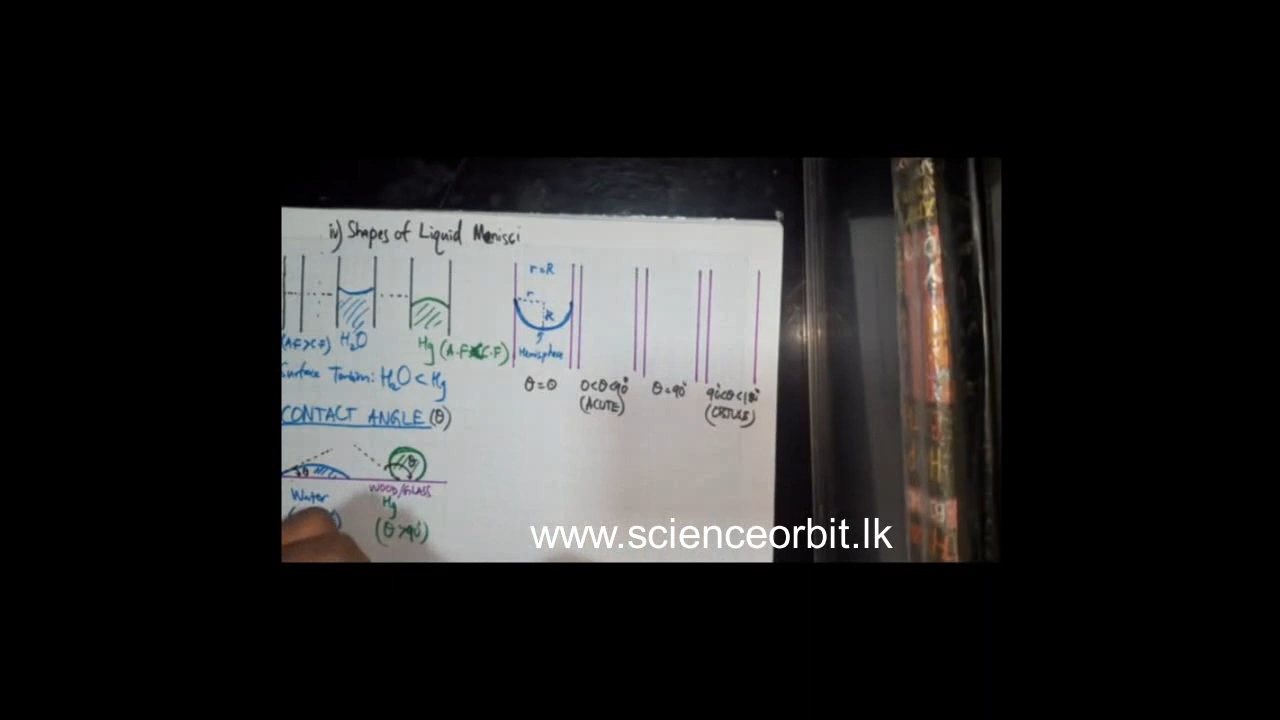 iv) Shapes of Liquid Menisci
r=R
r
R
Hemisphere
(A.F>C.F) H₂O
Hg (A.F<C.F)
Surface Tension: H₂O < Hg
θ = 0
0<θ<90°
(ACUTE)
θ = 90°
90<θ<180°
CONTACT ANGLE (θ)
θ
θ
Water
WOOD/GLASS
Hg
(θ>90°)
www.scienceorbit.lk